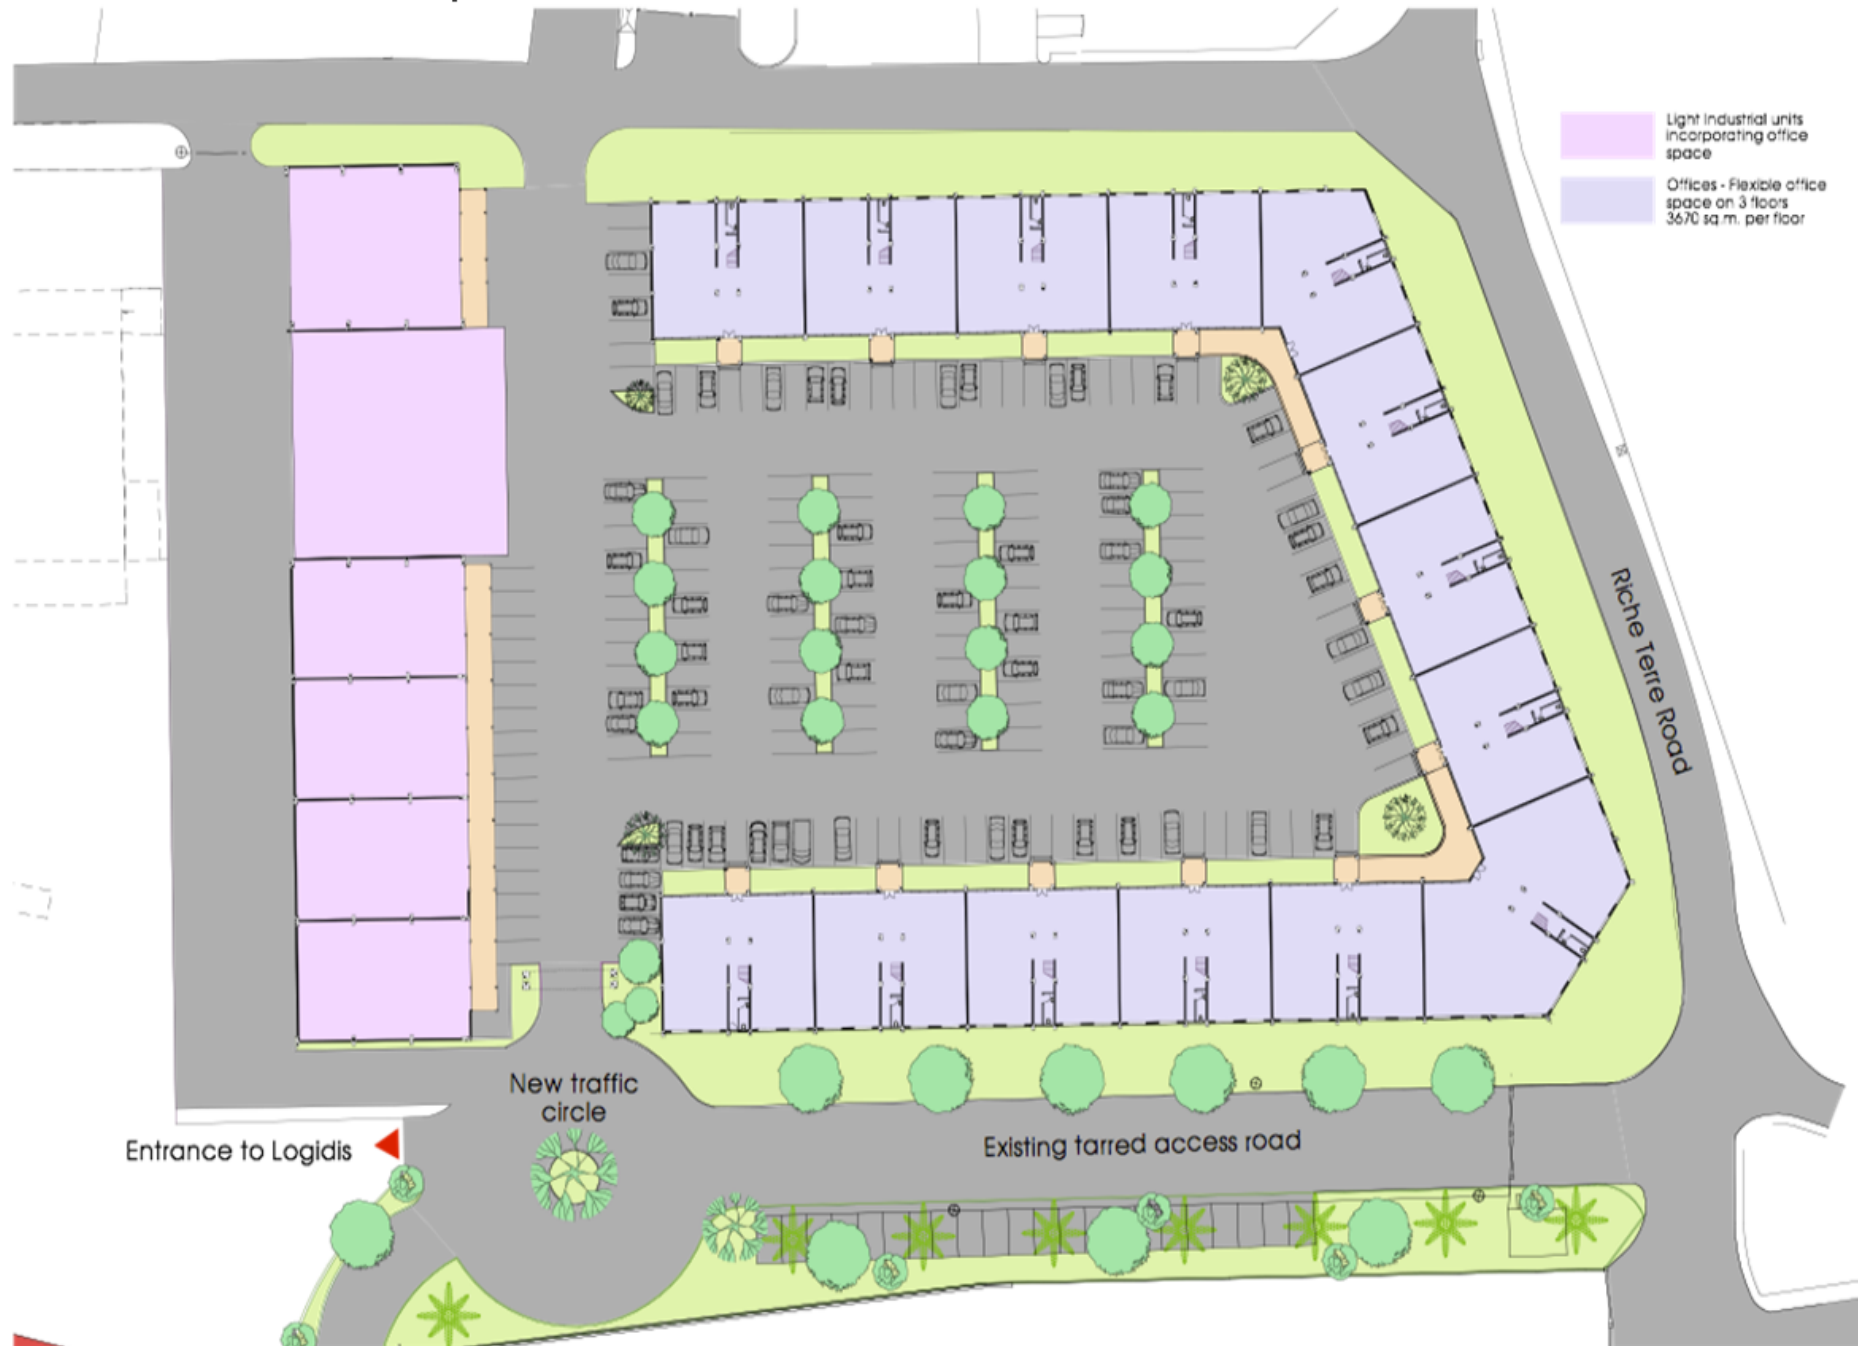 Light Industrial units
incorporating office
space
Offices - Flexible office
space on 3 floors
3670 sq.m. per floor
Riche Terre Road
New traffic
circle
Entrance to Logidis
Existing tarred access road